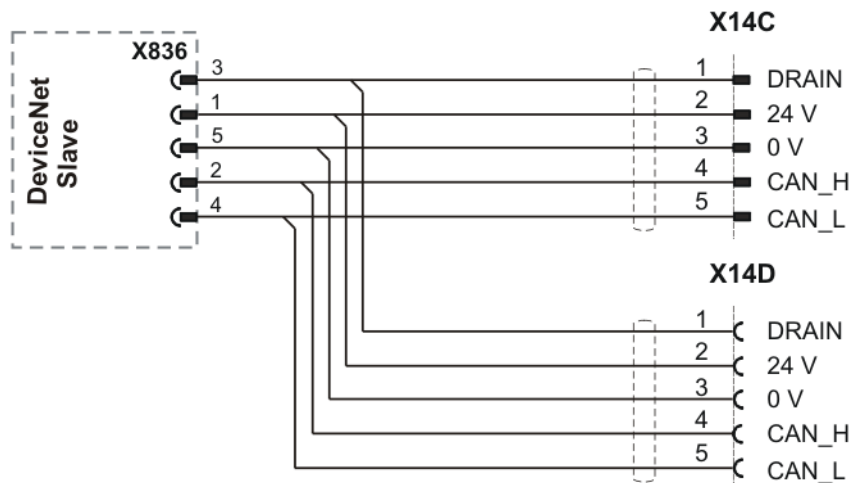 X14C
X836
DeviceNet
Slave
3 1 DRAIN
1 2 24 V
5 3 0 V
2 4 CAN_H
4 5 CAN_L
X14D
1 DRAIN
2 24 V
3 0 V
4 CAN_H
5 CAN_L